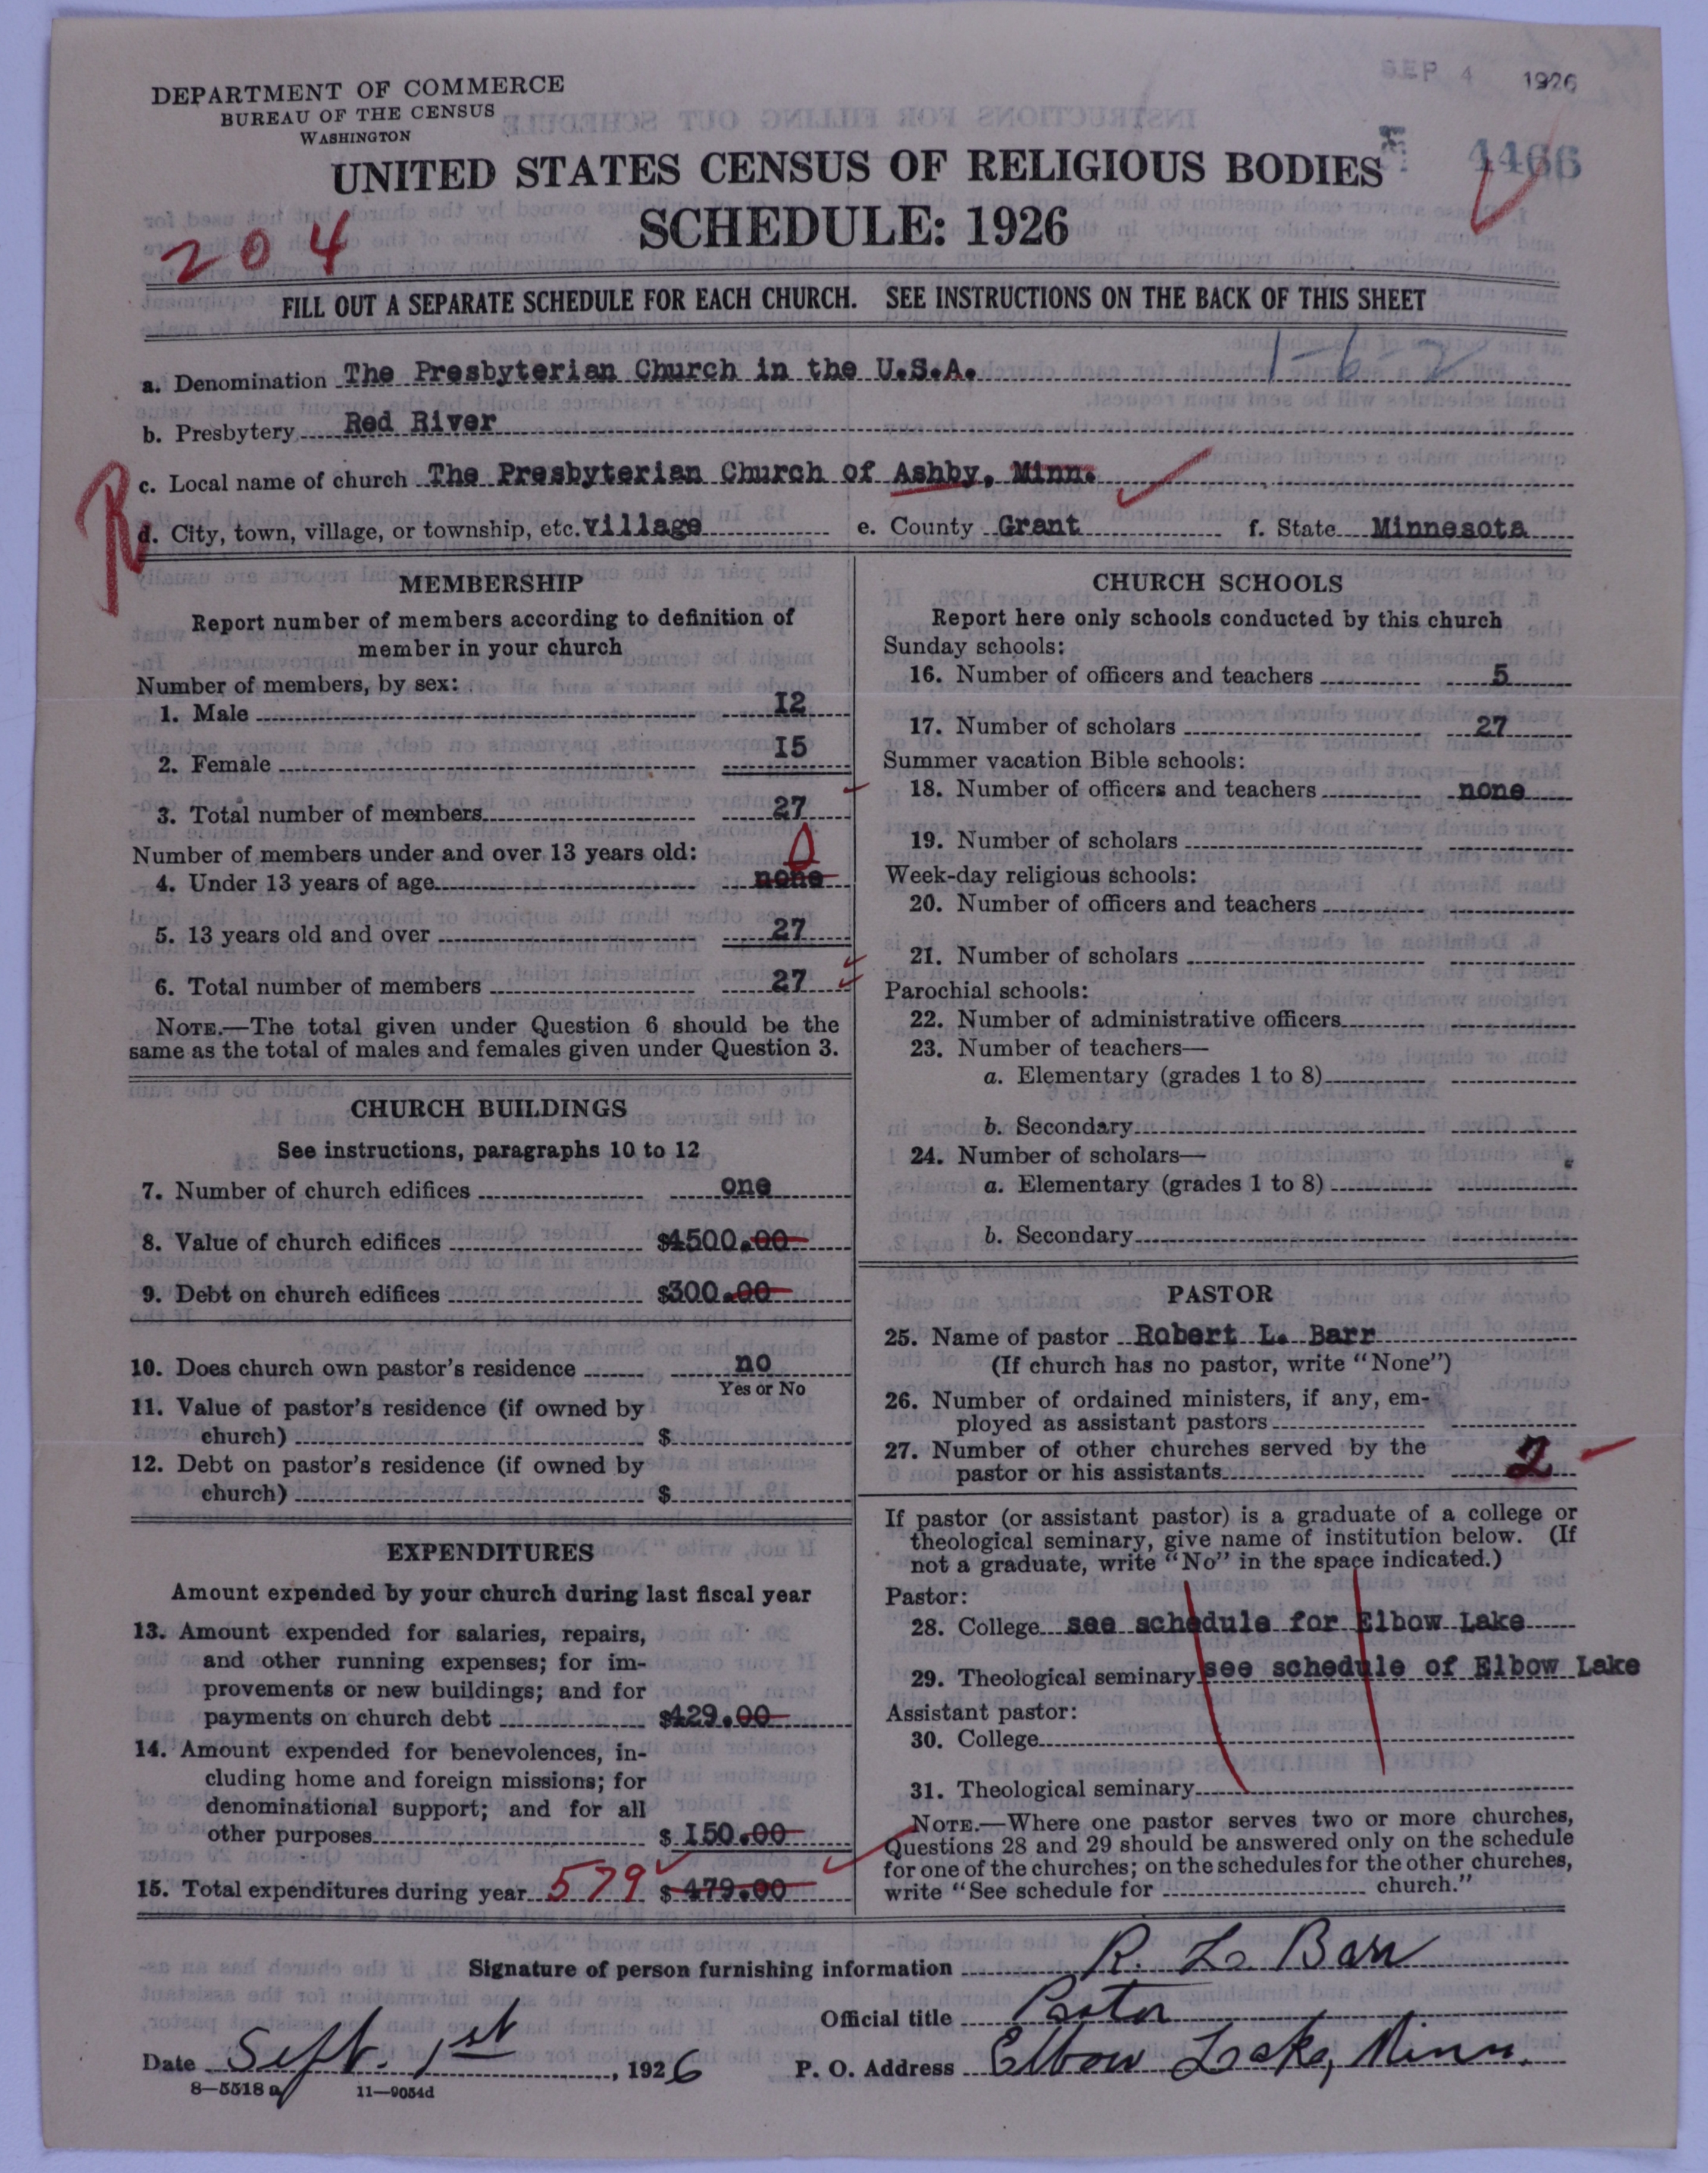 DEPARTMENT OF COMMERCE
BUREAU OF THE CENSUS
WASHINGTON
SEP 4 1926
4466
UNITED STATES CENSUS OF RELIGIOUS BODIES
SCHEDULE: 1926
204
FILL OUT A SEPARATE SCHEDULE FOR EACH CHURCH. SEE INSTRUCTIONS ON THE BACK OF THIS SHEET
1-6-2
a. Denomination The Presbyterian Church in the U.S.A.
b. Presbytery Red River
R
c. Local name of church The Presbyterian Church of Ashby, Minn.
d. City, town, village, or township, etc. village e. County Grant f. State Minnesota
MEMBERSHIP
Report number of members according to definition of
member in your church
Number of members, by sex:
1. Male I2
2. Female I5
3. Total number of members 27
Number of members under and over 13 years old:
0
4. Under 13 years of age none
5. 13 years old and over 27
6. Total number of members 27
NOTE.—The total given under Question 6 should be the
same as the total of males and females given under Question 3.
CHURCH BUILDINGS
See instructions, paragraphs 10 to 12
7. Number of church edifices one
8. Value of church edifices $4500.00
9. Debt on church edifices $300.00
10. Does church own pastor's residence no
Yes or No
11. Value of pastor's residence (if owned by
church) $
12. Debt on pastor's residence (if owned by
church) $
EXPENDITURES
Amount expended by your church during last fiscal year
13. Amount expended for salaries, repairs,
and other running expenses; for im-
provements or new buildings; and for
payments on church debt $429.00
14. Amount expended for benevolences, in-
cluding home and foreign missions; for
denominational support; and for all
other purposes $ I50.00
15. Total expenditures during year 579 $ 479.00
CHURCH SCHOOLS
Report here only schools conducted by this church
Sunday schools:
16. Number of officers and teachers 5
17. Number of scholars 27
Summer vacation Bible schools:
18. Number of officers and teachers none
19. Number of scholars
Week-day religious schools:
20. Number of officers and teachers
21. Number of scholars
Parochial schools:
22. Number of administrative officers
23. Number of teachers—
a. Elementary (grades 1 to 8)
b. Secondary
24. Number of scholars—
a. Elementary (grades 1 to 8)
b. Secondary
PASTOR
25. Name of pastor Robert L. Barr
(If church has no pastor, write "None")
26. Number of ordained ministers, if any, em-
ployed as assistant pastors
27. Number of other churches served by the
pastor or his assistants 2
If pastor (or assistant pastor) is a graduate of a college or
theological seminary, give name of institution below. (If
not a graduate, write "No" in the space indicated.)
Pastor:
28. College see schedule for Elbow Lake
29. Theological seminary see schedule of Elbow Lake
Assistant pastor:
30. College
31. Theological seminary
NOTE.—Where one pastor serves two or more churches,
Questions 28 and 29 should be answered only on the schedule
for one of the churches; on the schedules for the other churches,
write "See schedule for church."
Signature of person furnishing information R. L. Barr
Official title Pastor
Date Sept. 1st, 1926 P. O. Address Elbow Lake, Minn.
8—5518 a 11—9054d